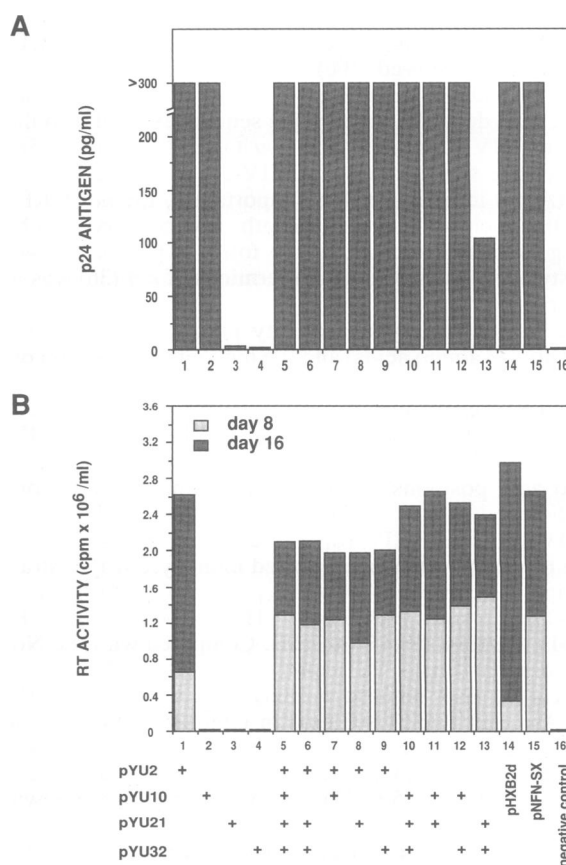 A
p24 ANTIGEN (pg/ml)
>300
200
150
100
50
0
1 2 3 4 5 6 7 8 9 10 11 12 13 14 15 16
B
RT ACTIVITY (cpm x 10⁶ /ml)
3.6
3.2
2.8
2.4
2.0
1.6
1.2
0.8
0.4
0
day 8
day 16
1 2 3 4 5 6 7 8 9 10 11 12 13 14 15 16
pYU2 + + + + + +
pYU10 + + + + + +
pYU21 + + + + + + +
pYU32 + + + + + + +
pHXB2d
pNFN-SX
negative control